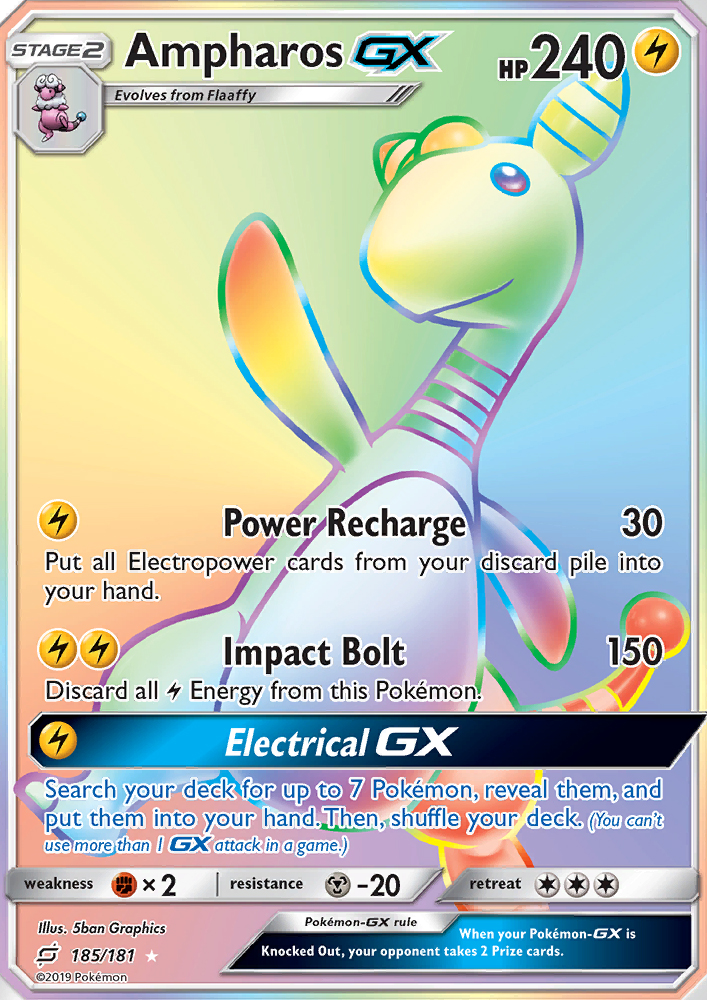 STAGE2 Ampharos GX HP240
Evolves from Flaaffy
Power Recharge 30
Put all Electropower cards from your discard pile into
your hand.
Impact Bolt 150
Discard all Energy from this Pokémon.
Electrical GX
Search your deck for up to 7 Pokémon, reveal them, and
put them into your hand. Then, shuffle your deck. (You can't
use more than 1 GX attack in a game.)
weakness ×2 resistance -20 retreat
Illus. 5ban Graphics
185/181
©2019 Pokémon
Pokémon-GX rule
When your Pokémon-GX is
Knocked Out, your opponent takes 2 Prize cards.